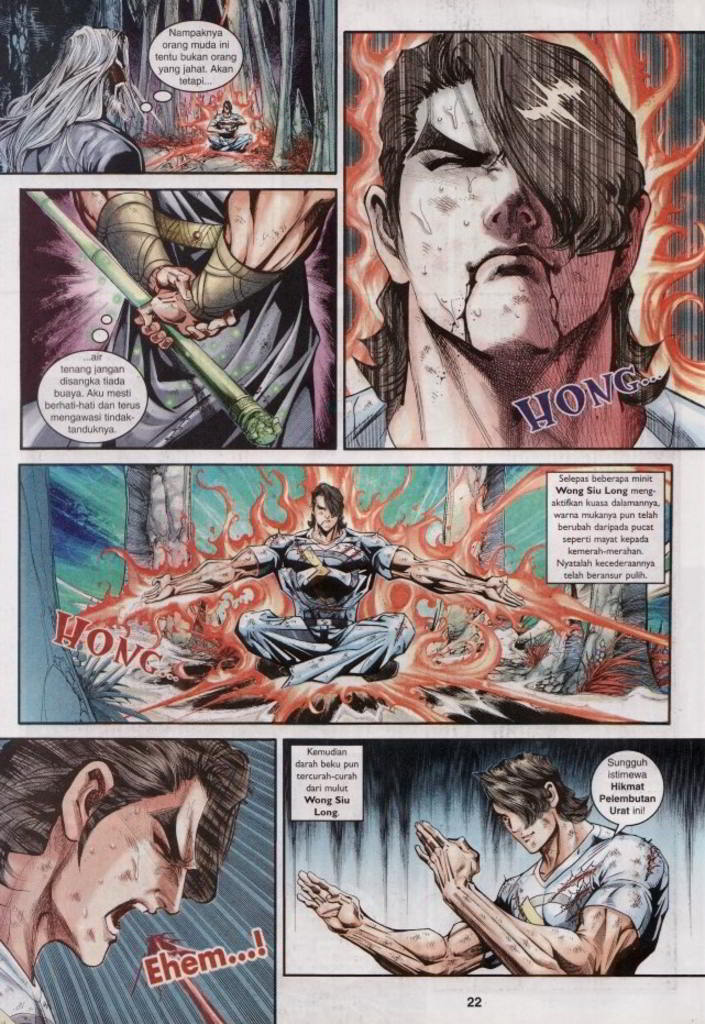 Nampaknya
orang muda ini
tentu bukan orang
yang jahat. Akan
tetapi...
HONG...
...air
tenang jangan
disangka tiada
buaya. Aku mesti
berhati-hati dan terus
mengawasi tindak-
tanduknya.
Selepas beberapa minit
Wong Siu Long meng-
aktifkan kuasa dalamannya,
warna mukanya pun telah
berubah daripada pucat
seperti mayat kepada
kemerah-merahan.
Nyatalah kecederaannya
telah beransur pulih.
HONG...
Ehem...!
Kemudian
darah beku pun
tercurah-curah
dari mulut
Wong Siu
Long.
Sungguh
istimewa
Hikmat
Pelembutan
Urat ini!
22